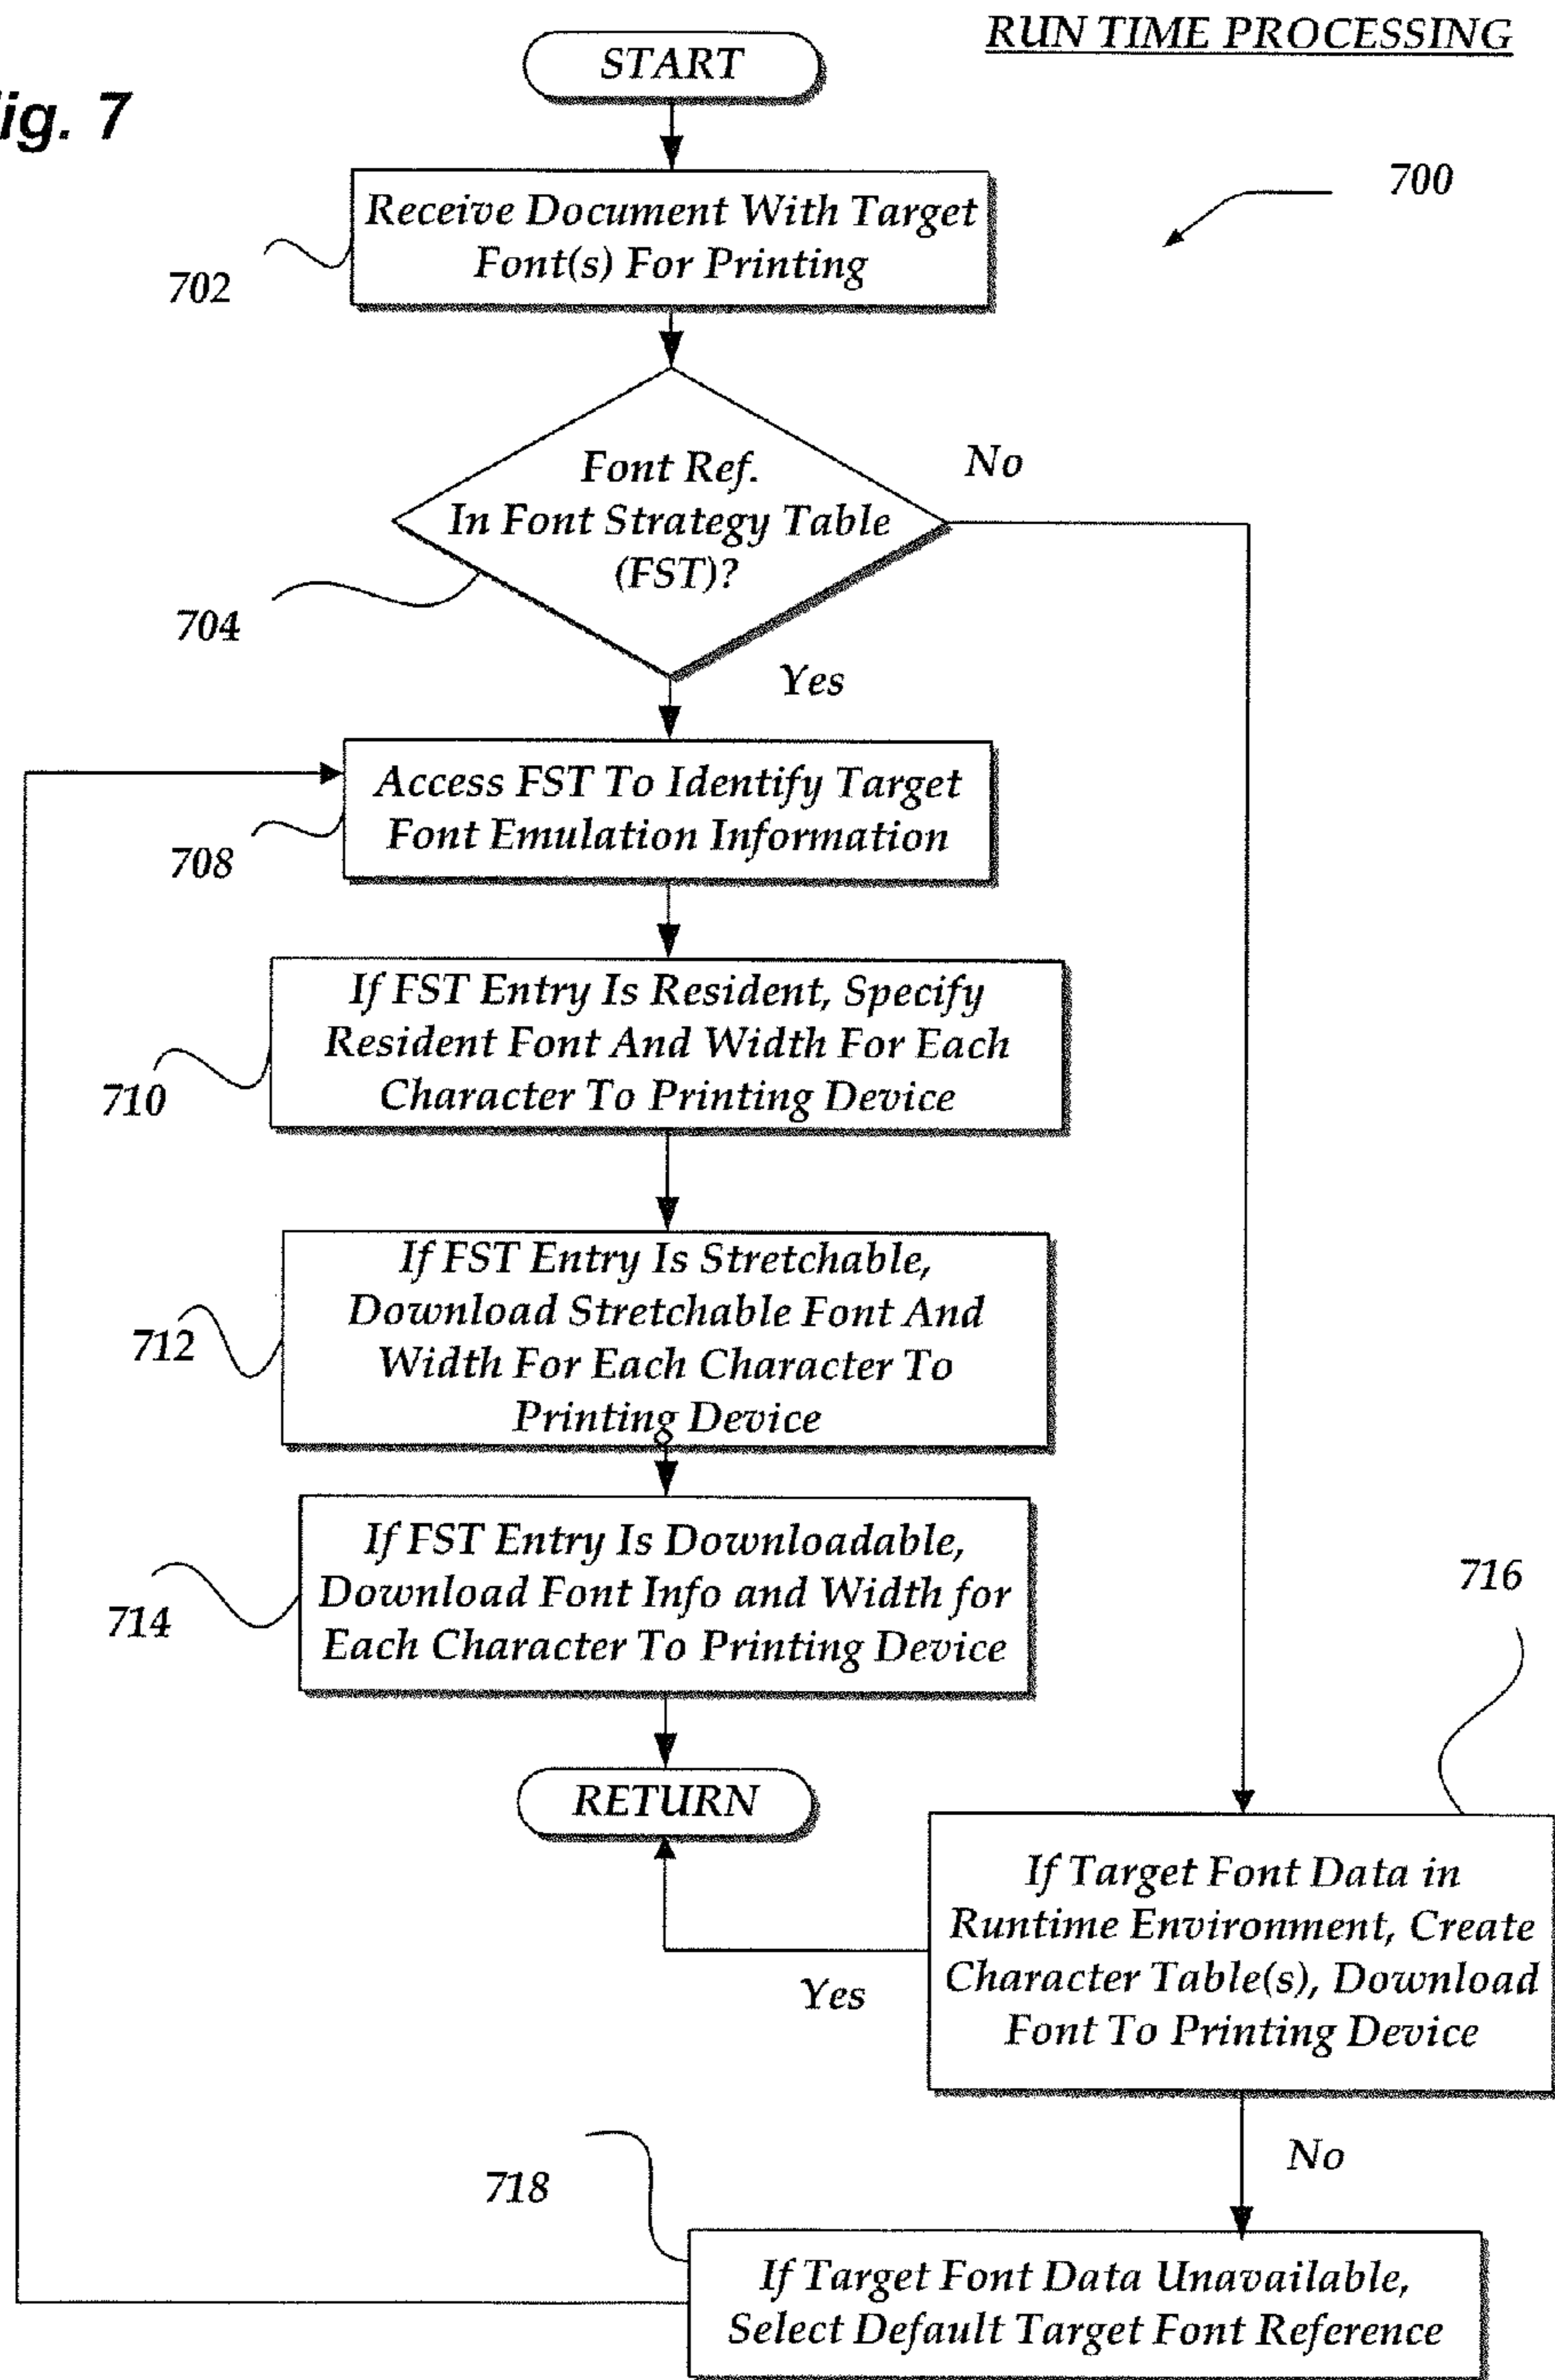 RUN TIME PROCESSING
ig. 7
START
700
Receive Document With Target
Font(s) For Printing
702
Font Ref.
In Font Strategy Table
(FST)?
No
704
Yes
Access FST To Identify Target
Font Emulation Information
708
If FST Entry Is Resident, Specify
Resident Font And Width For Each
Character To Printing Device
710
If FST Entry Is Stretchable,
Download Stretchable Font And
Width For Each Character To
Printing Device
712
If FST Entry Is Downloadable,
Download Font Info and Width for
Each Character To Printing Device
714
716
RETURN
If Target Font Data in
Runtime Environment, Create
Character Table(s), Download
Font To Printing Device
Yes
No
718
If Target Font Data Unavailable,
Select Default Target Font Reference